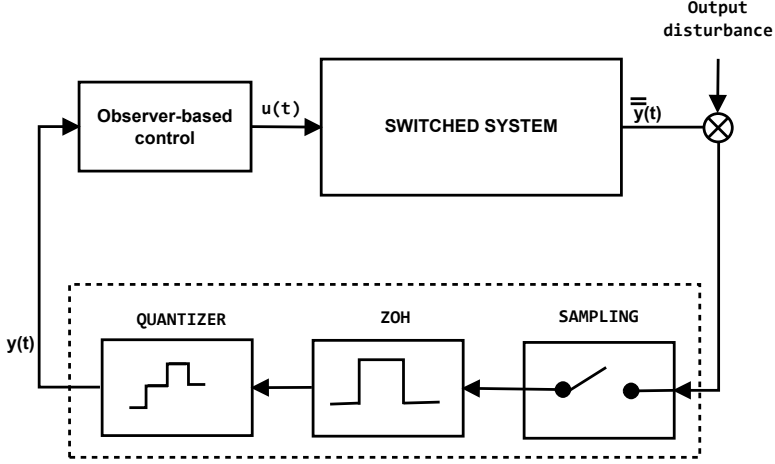 Output
disturbance
Observer-based
control
u(t)
SWITCHED SYSTEM
y̿(t)
QUANTIZER
ZOH
SAMPLING
y(t)